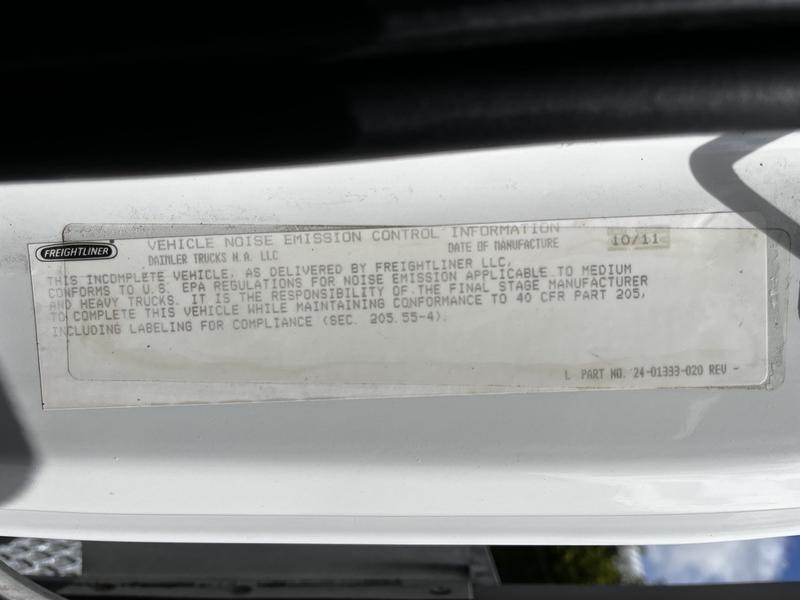 FREIGHTLINER
VEHICLE NOISE EMISSION CONTROL INFORMATION
DAIMLER TRUCKS N.A. LLC DATE OF MANUFACTURE 10/11
THIS INCOMPLETE VEHICLE, AS DELIVERED BY FREIGHTLINER LLC,
CONFORMS TO U.S. EPA REGULATIONS FOR NOISE EMISSION APPLICABLE TO MEDIUM
AND HEAVY TRUCKS. IT IS THE RESPONSIBILITY OF THE FINAL STAGE MANUFACTURER
TO COMPLETE THIS VEHICLE WHILE MAINTAINING CONFORMANCE TO 40 CFR PART 205,
INCLUDING LABELING FOR COMPLIANCE (SEC. 205.55-4).
L PART NO. 24-01333-020 REV -